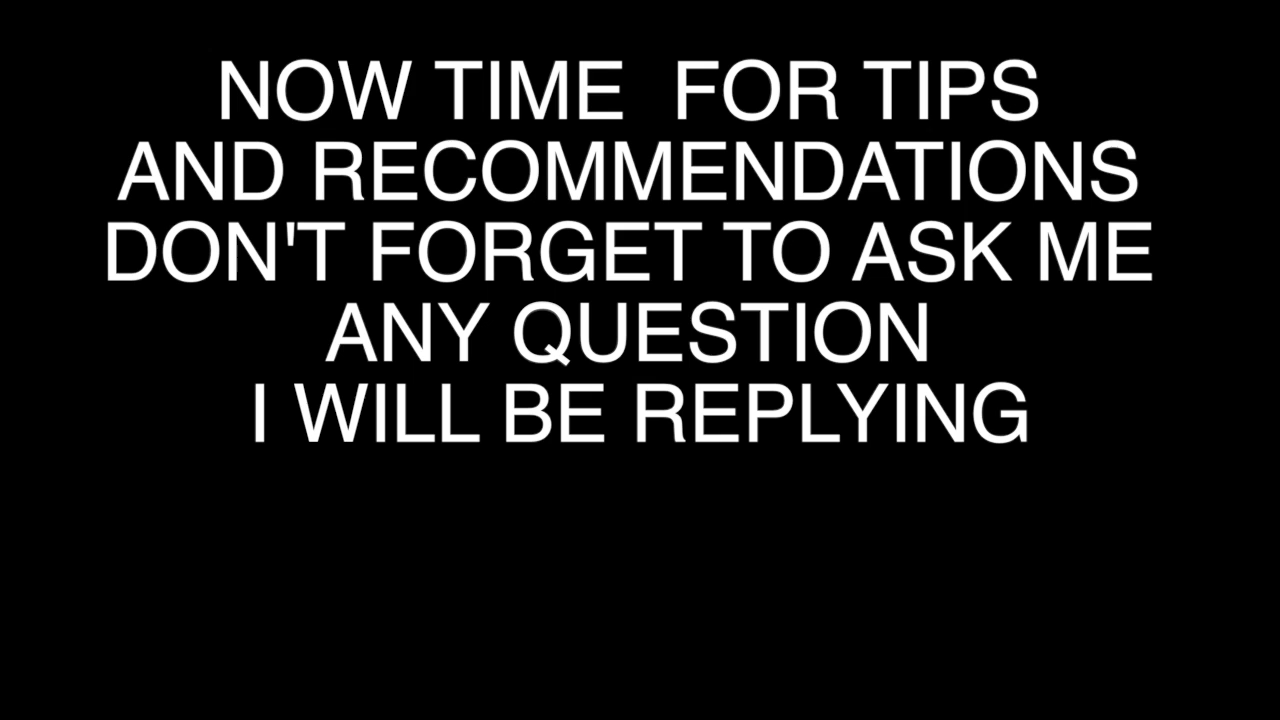 NOW TIME  FOR TIPS
AND RECOMMENDATIONS
DON'T FORGET TO ASK ME
ANY QUESTION
I WILL BE REPLYING